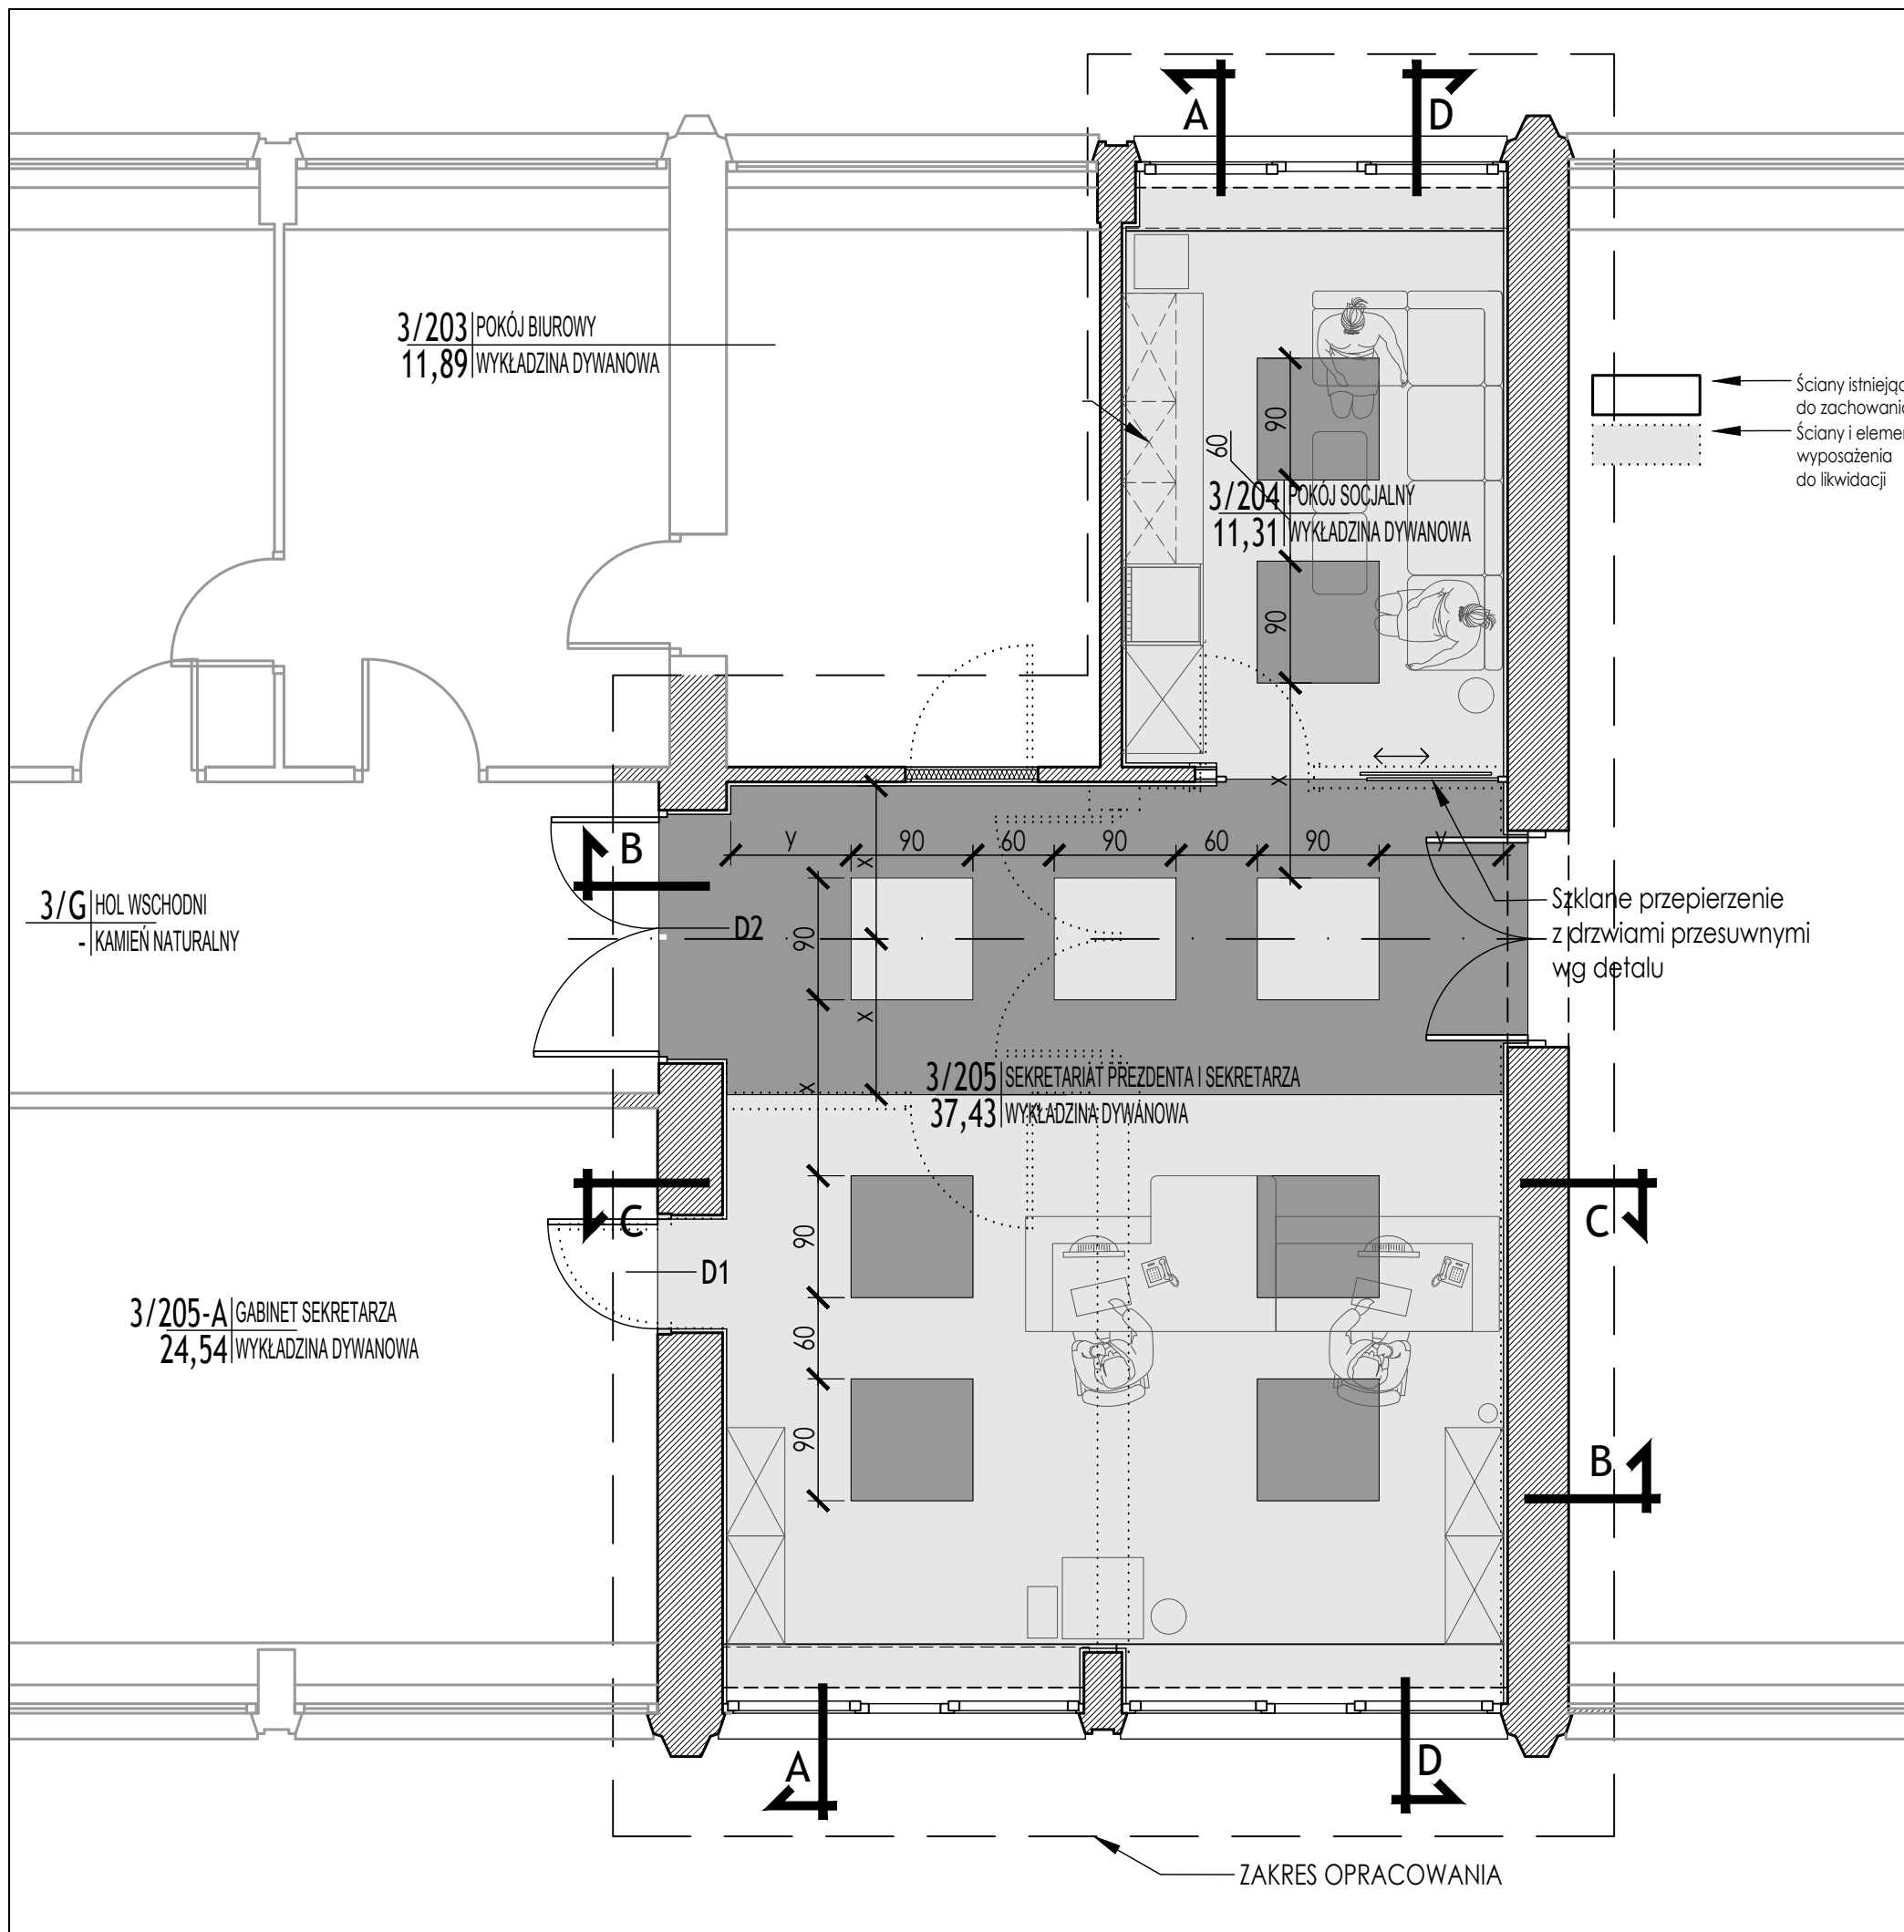 A
D
3/203 POKÓJ BIUROWY
11,89 WYKŁADZINA DYWANOWA
Ściany istnieją
do zachowani
Ściany i eleme
wyposażenia
do likwidacji
90
60
3/204 POKÓJ SOCJALNY
11,31 WYKŁADZINA DYWANOWA
90
x
y 90 60 90 60 90 y
x
B
3/G HOL WSCHODNI
- KAMIEŃ NATURALNY
D2
90
x
Szklane przepierzenie
z drzwiami przesuwnymi
wg detalu
3/205 SEKRETARIAT PREZDENTA I SEKRETARZA
37,43 WYKŁADZINA DYWANOWA
x
C
C
90
D1
3/205-A GABINET SEKRETARZA
24,54 WYKŁADZINA DYWANOWA
60
90
B
A
D
ZAKRES OPRACOWANIA